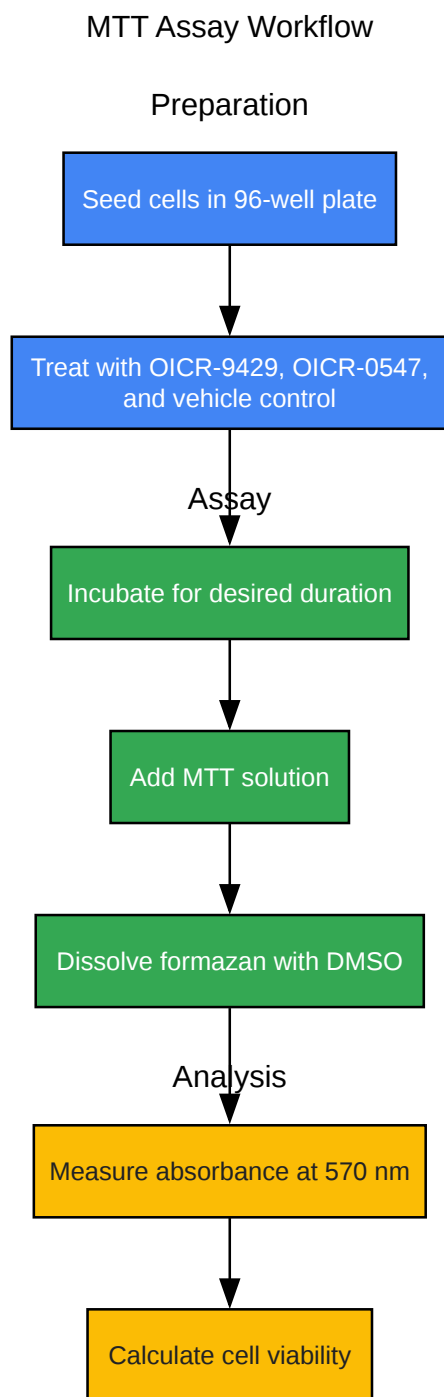 MTT Assay Workflow
Preparation
Seed cells in 96-well plate
Treat with OICR-9429, OICR-0547,
and vehicle control
Assay
Incubate for desired duration
Add MTT solution
Dissolve formazan with DMSO
Analysis
Measure absorbance at 570 nm
Calculate cell viability